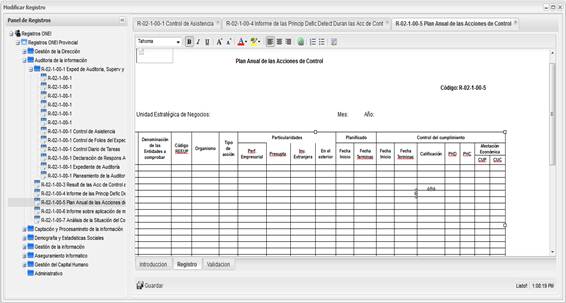 Modificar Registro
Panel de Registros
Registros ONEI
Registros ONEI Provincial
Gestión de la Dirección
Auditoria de la información
R-02-1-00-1 Exped de Auditoria, Superv y
R-02-1-00-1
R-02-1-00-1
R-02-1-00-1
R-02-1-00-1
R-02-1-00-1
R-02-1-00-1
R-02-1-00-1 Control de Asistencia
R-02-1-00-1 Control de Folios del Expec
R-02-1-00-1 Control Diario de Tareas
R-02-1-00-1 Declaración de Respons A
R-02-1-00-1 Expediente de Auditoría
R-02-1-00-1 Planeamiento de la Auditor
R-02-1-00-3 Result de las Acc de Control e
R-02-1-00-4 Informe de las Princip Defic De
R-02-1-00-5 Plan Anual de las Acciones de
R-02-1-00-6 Informe sobre aplicación de m
R-02-1-00-7 Análisis de la Situación del Co
Captación y Procesamiento de la información
Demografía y Estadísticas Sociales
Gestión de la información
Aseguramiento Informatico
Gestión del Capital Humano
Administrativo
R-02-1-00-1 Control de Asistencia
R-02-1-00-4 Informe de las Princip Defic Detect Duran las Acc de Cont
R-02-1-00-5 Plan Anual de las Acciones de Control
Tahoma
B I U
Plan Anual de las Acciones de Control
Código: R-02-1-00-5
Unidad Estratégica de Negocios: Mes. Año:
Denominación de las Entidades a comprobar
Código REEUP
Organismo
Tipo de acción
Particularidades
Perf. Empresarial
Presupto
Inv. Extranjera
En el exterior
Planificado
Fecha Inicio
Fecha Terminac
Control del cumplimiento
Fecha Inicio
Fecha Terminac
Calificación
PHD
PHC
Afectación Económica
CUP
CUC
Introduccion
Registro
Validacion
Guardar
Listo!! 1:08:19 PM